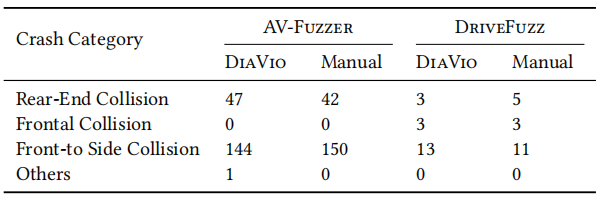 Crash Category AV-Fuzzer DriveFuzz
DiaVio Manual DiaVio Manual
Rear-End Collision 47 42 3 5
Frontal Collision 0 0 3 3
Front-to Side Collision 144 150 13 11
Others 1 0 0 0